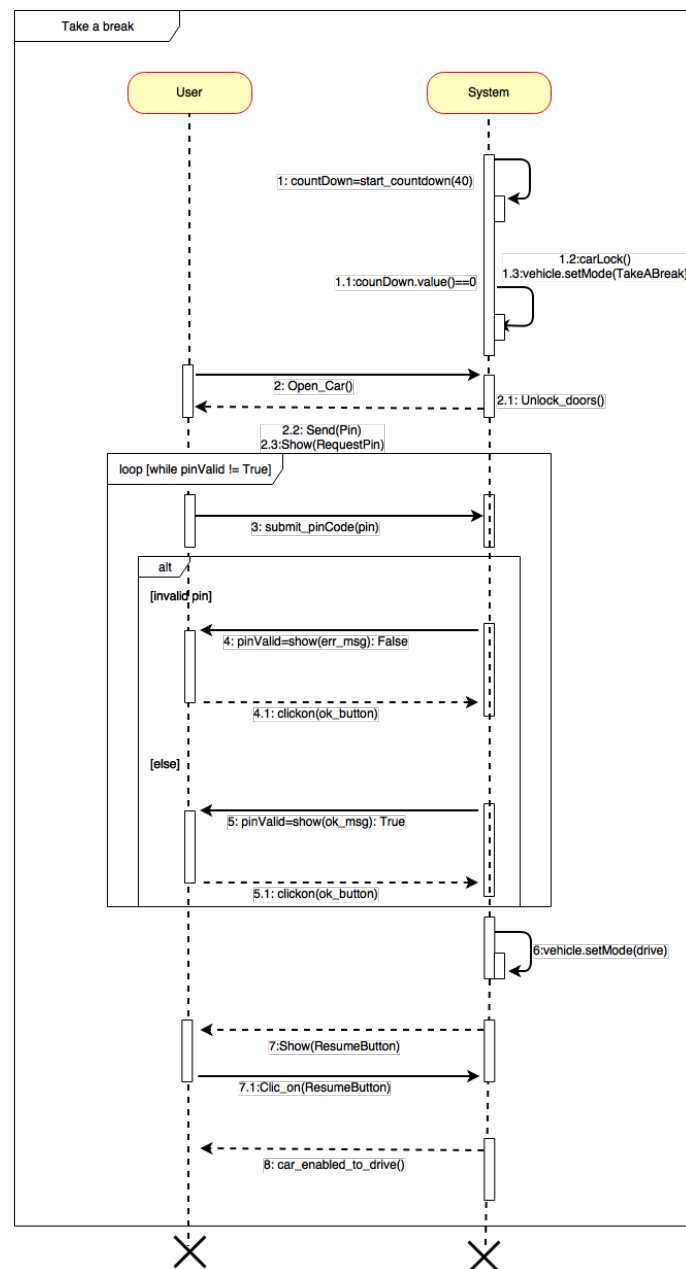 Take a break
User
System
1: countDown=start_countdown(40)
1.2:carLock()
1.3:vehicle.setMode(TakeABreak)
1.1:counDown.value()==0
2: Open_Car()
2.1: Unlock_doors()
2.2: Send(Pin)
2.3:Show(RequestPin)
loop [while pinValid != True]
3: submit_pinCode(pin)
alt
[invalid pin]
4: pinValid=show(err_msg): False
4.1: clickon(ok_button)
[else]
5: pinValid=show(ok_msg): True
5.1: clickon(ok_button)
6:vehicle.setMode(drive)
7:Show(ResumeButton)
7.1:Clic_on(ResumeButton)
8: car_enabled_to_drive()